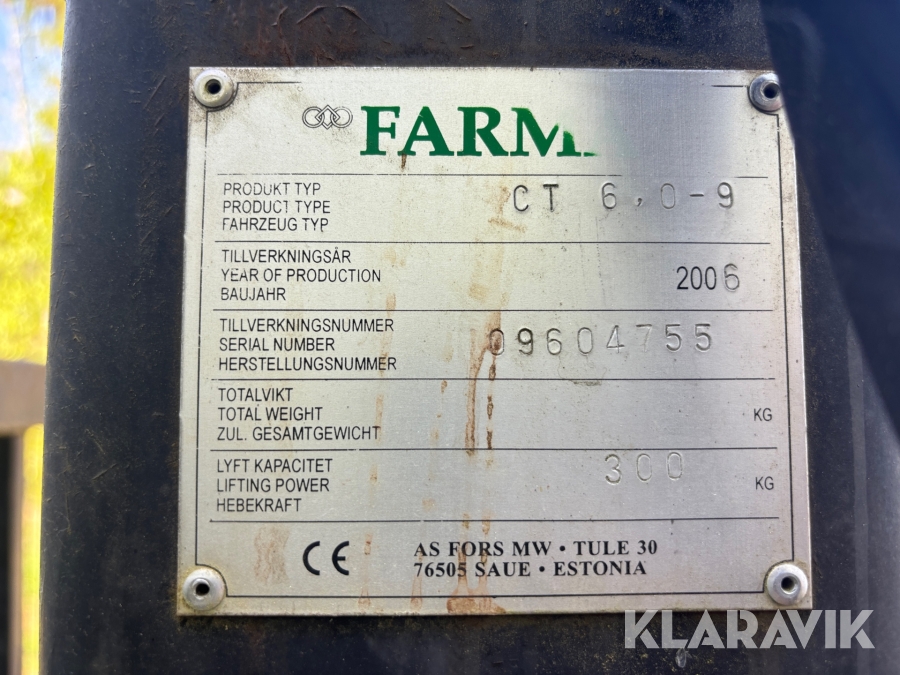 FARM
PRODUKT TYP
PRODUCT TYPE
FAHRZEUG TYP
CT 6,0-9
TILLVERKNINGSÅR
YEAR OF PRODUCTION
BAUJAHR
2006
TILLVERKNINGSNUMMER
SERIAL NUMBER
HERSTELLUNGSNUMMER
09604755
TOTALVIKT
TOTAL WEIGHT
ZUL. GESAMTGEWICHT
KG
LYFT KAPACITET
LIFTING POWER
HEBEKRAFT
300
KG
CE
AS FORS MW • TULE 30
76505 SAUE • ESTONIA
KLARAVIK